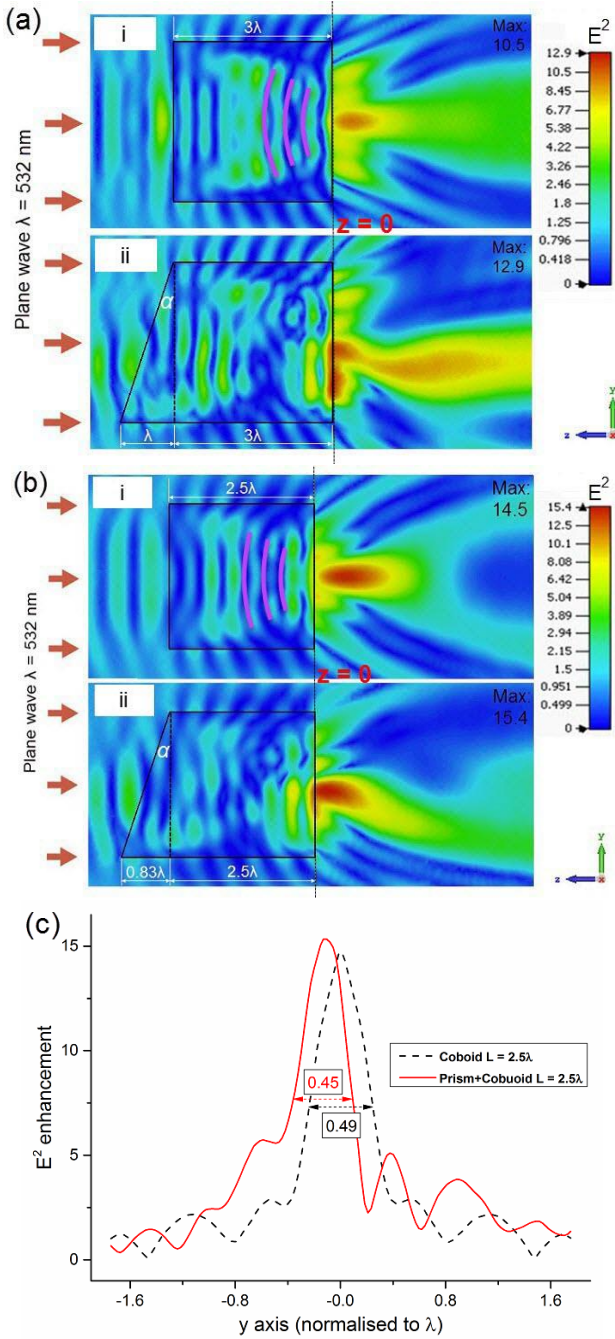 (a)
i
3λ
Max:
10.5
E²
12.9
10.5
8.45
6.77
5.38
4.22
3.28
2.46
1.8
1.25
0.796
0.418
0
Plane wave λ = 532 nm
z = 0
ii
α
Max:
12.9
λ
3λ
y
z
x
(b)
i
2.5λ
Max:
14.5
E²
15.4
12.5
10.1
8.08
6.42
5.04
3.89
2.94
2.15
1.5
0.951
0.499
0
Plane wave λ = 532 nm
z = 0
ii
α
Max:
15.4
0.83λ
2.5λ
y
z
x
(c)
15
10
5
0
E² enhancement
0.45
0.49
Coboid L = 2.5λ
Prism+Cobuoid L = 2.5λ
-1.6
-0.8
-0.0
0.8
1.6
y axis (normalised to λ)